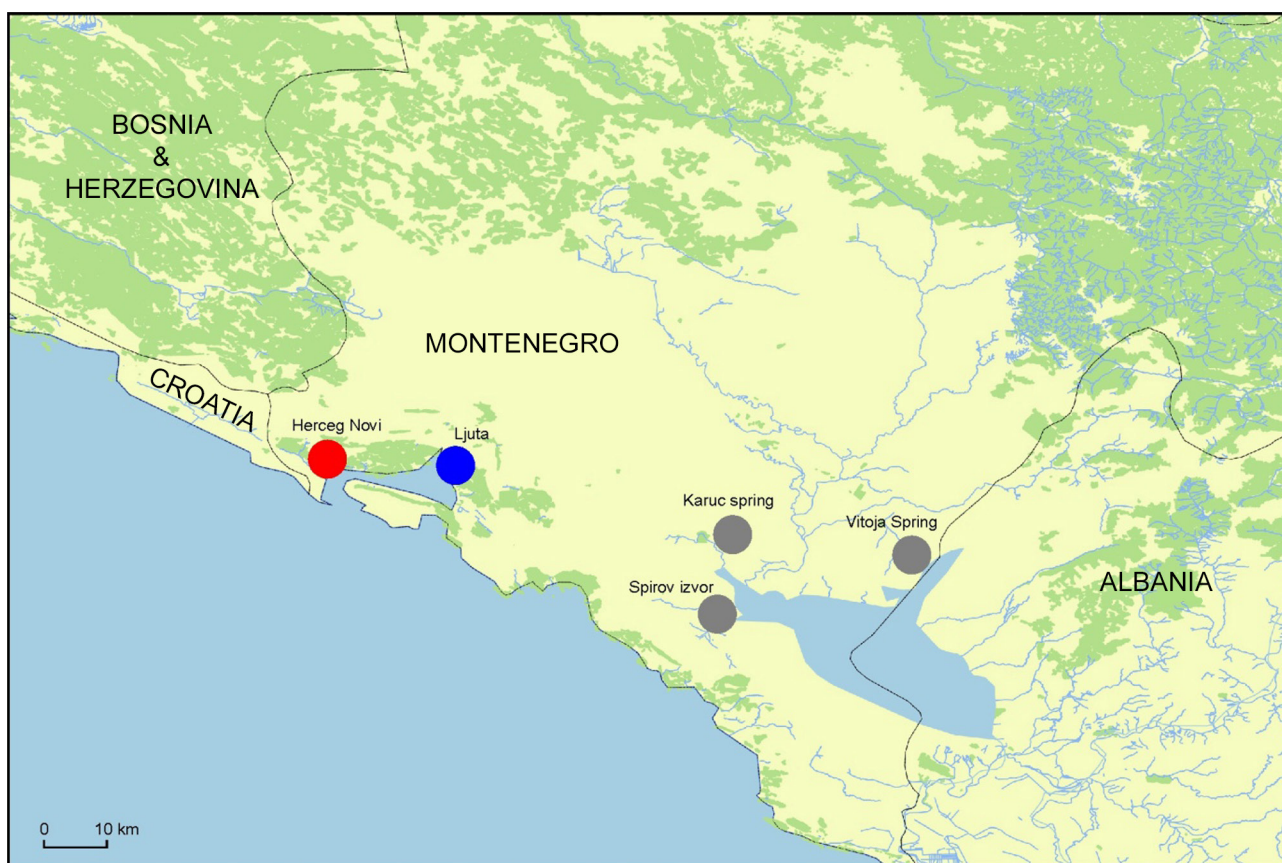 BOSNIA
&
HERZEGOVINA
MONTENEGRO
CROATIA
Herceg Novi
Ljuta
Karuc spring
Vitoja Spring
Spirov izvor
ALBANIA
0 10 km